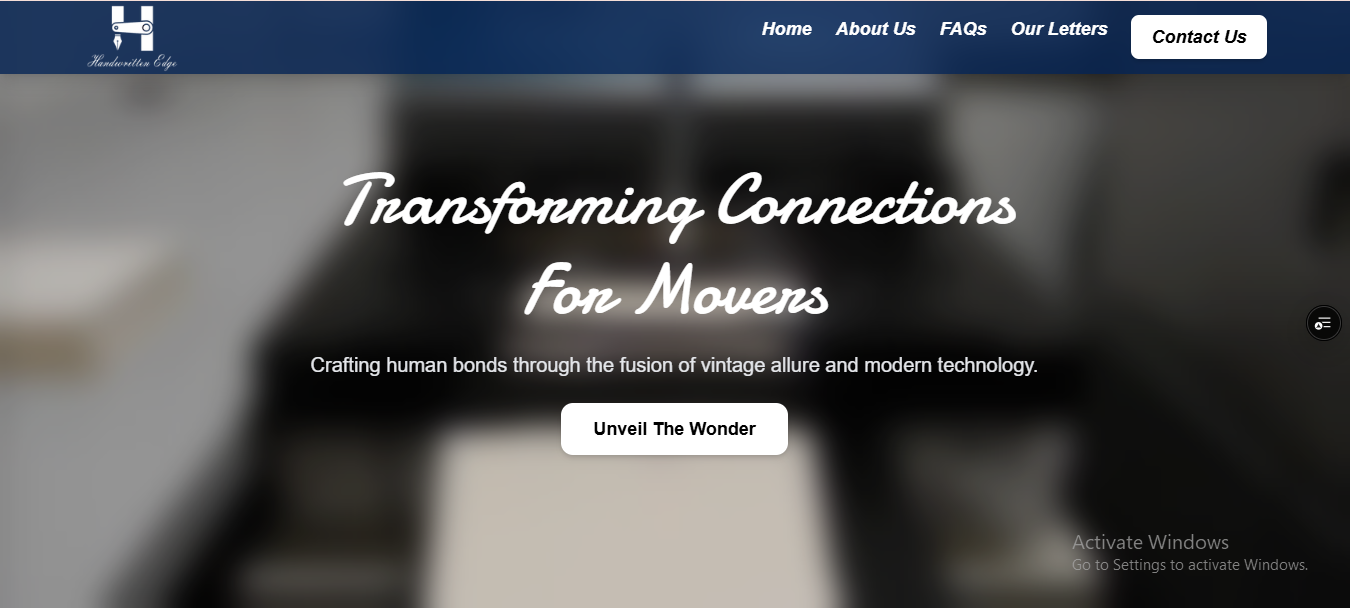 Handwritten Edge
Home About Us FAQs Our Letters Contact Us
Transforming Connections
For Movers
Crafting human bonds through the fusion of vintage allure and modern technology.
Unveil The Wonder
Activate Windows
Go to Settings to activate Windows.